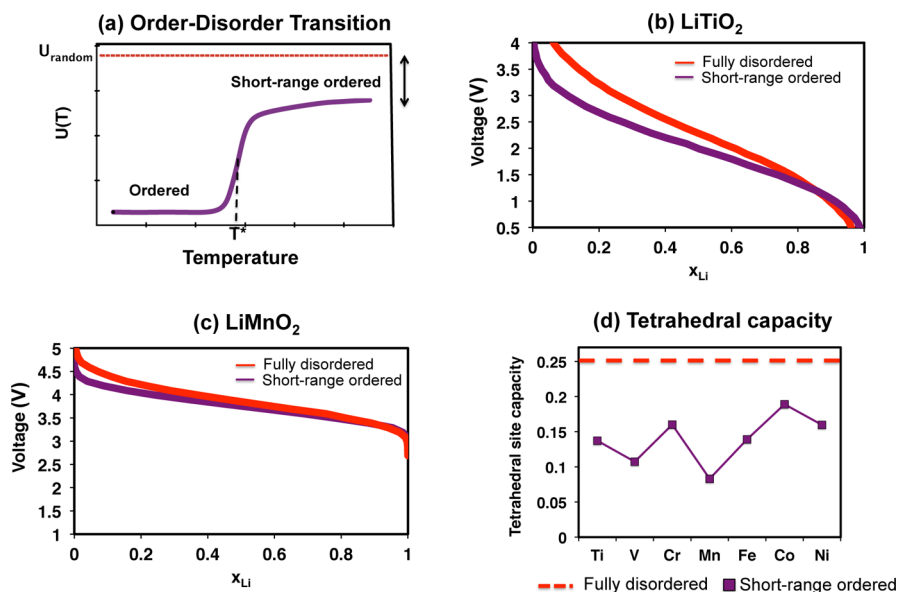 (a) Order-Disorder Transition
U_random
Short-range ordered
U(T)
Ordered
T*
Temperature
(b) LiTiO₂
4
3.5
3
2.5
2
1.5
1
0.5
Voltage (V)
Fully disordered
Short-range ordered
0 0.2 0.4 0.6 0.8 1
x_Li
(c) LiMnO₂
5
4.5
4
3.5
3
2.5
2
1.5
1
Voltage (V)
Fully disordered
Short-range ordered
0 0.2 0.4 0.6 0.8 1
x_Li
(d) Tetrahedral capacity
0.25
0.2
0.15
0.1
0.05
0
Tetrahedral site capacity
Ti V Cr Mn Fe Co Ni
Fully disordered Short-range ordered